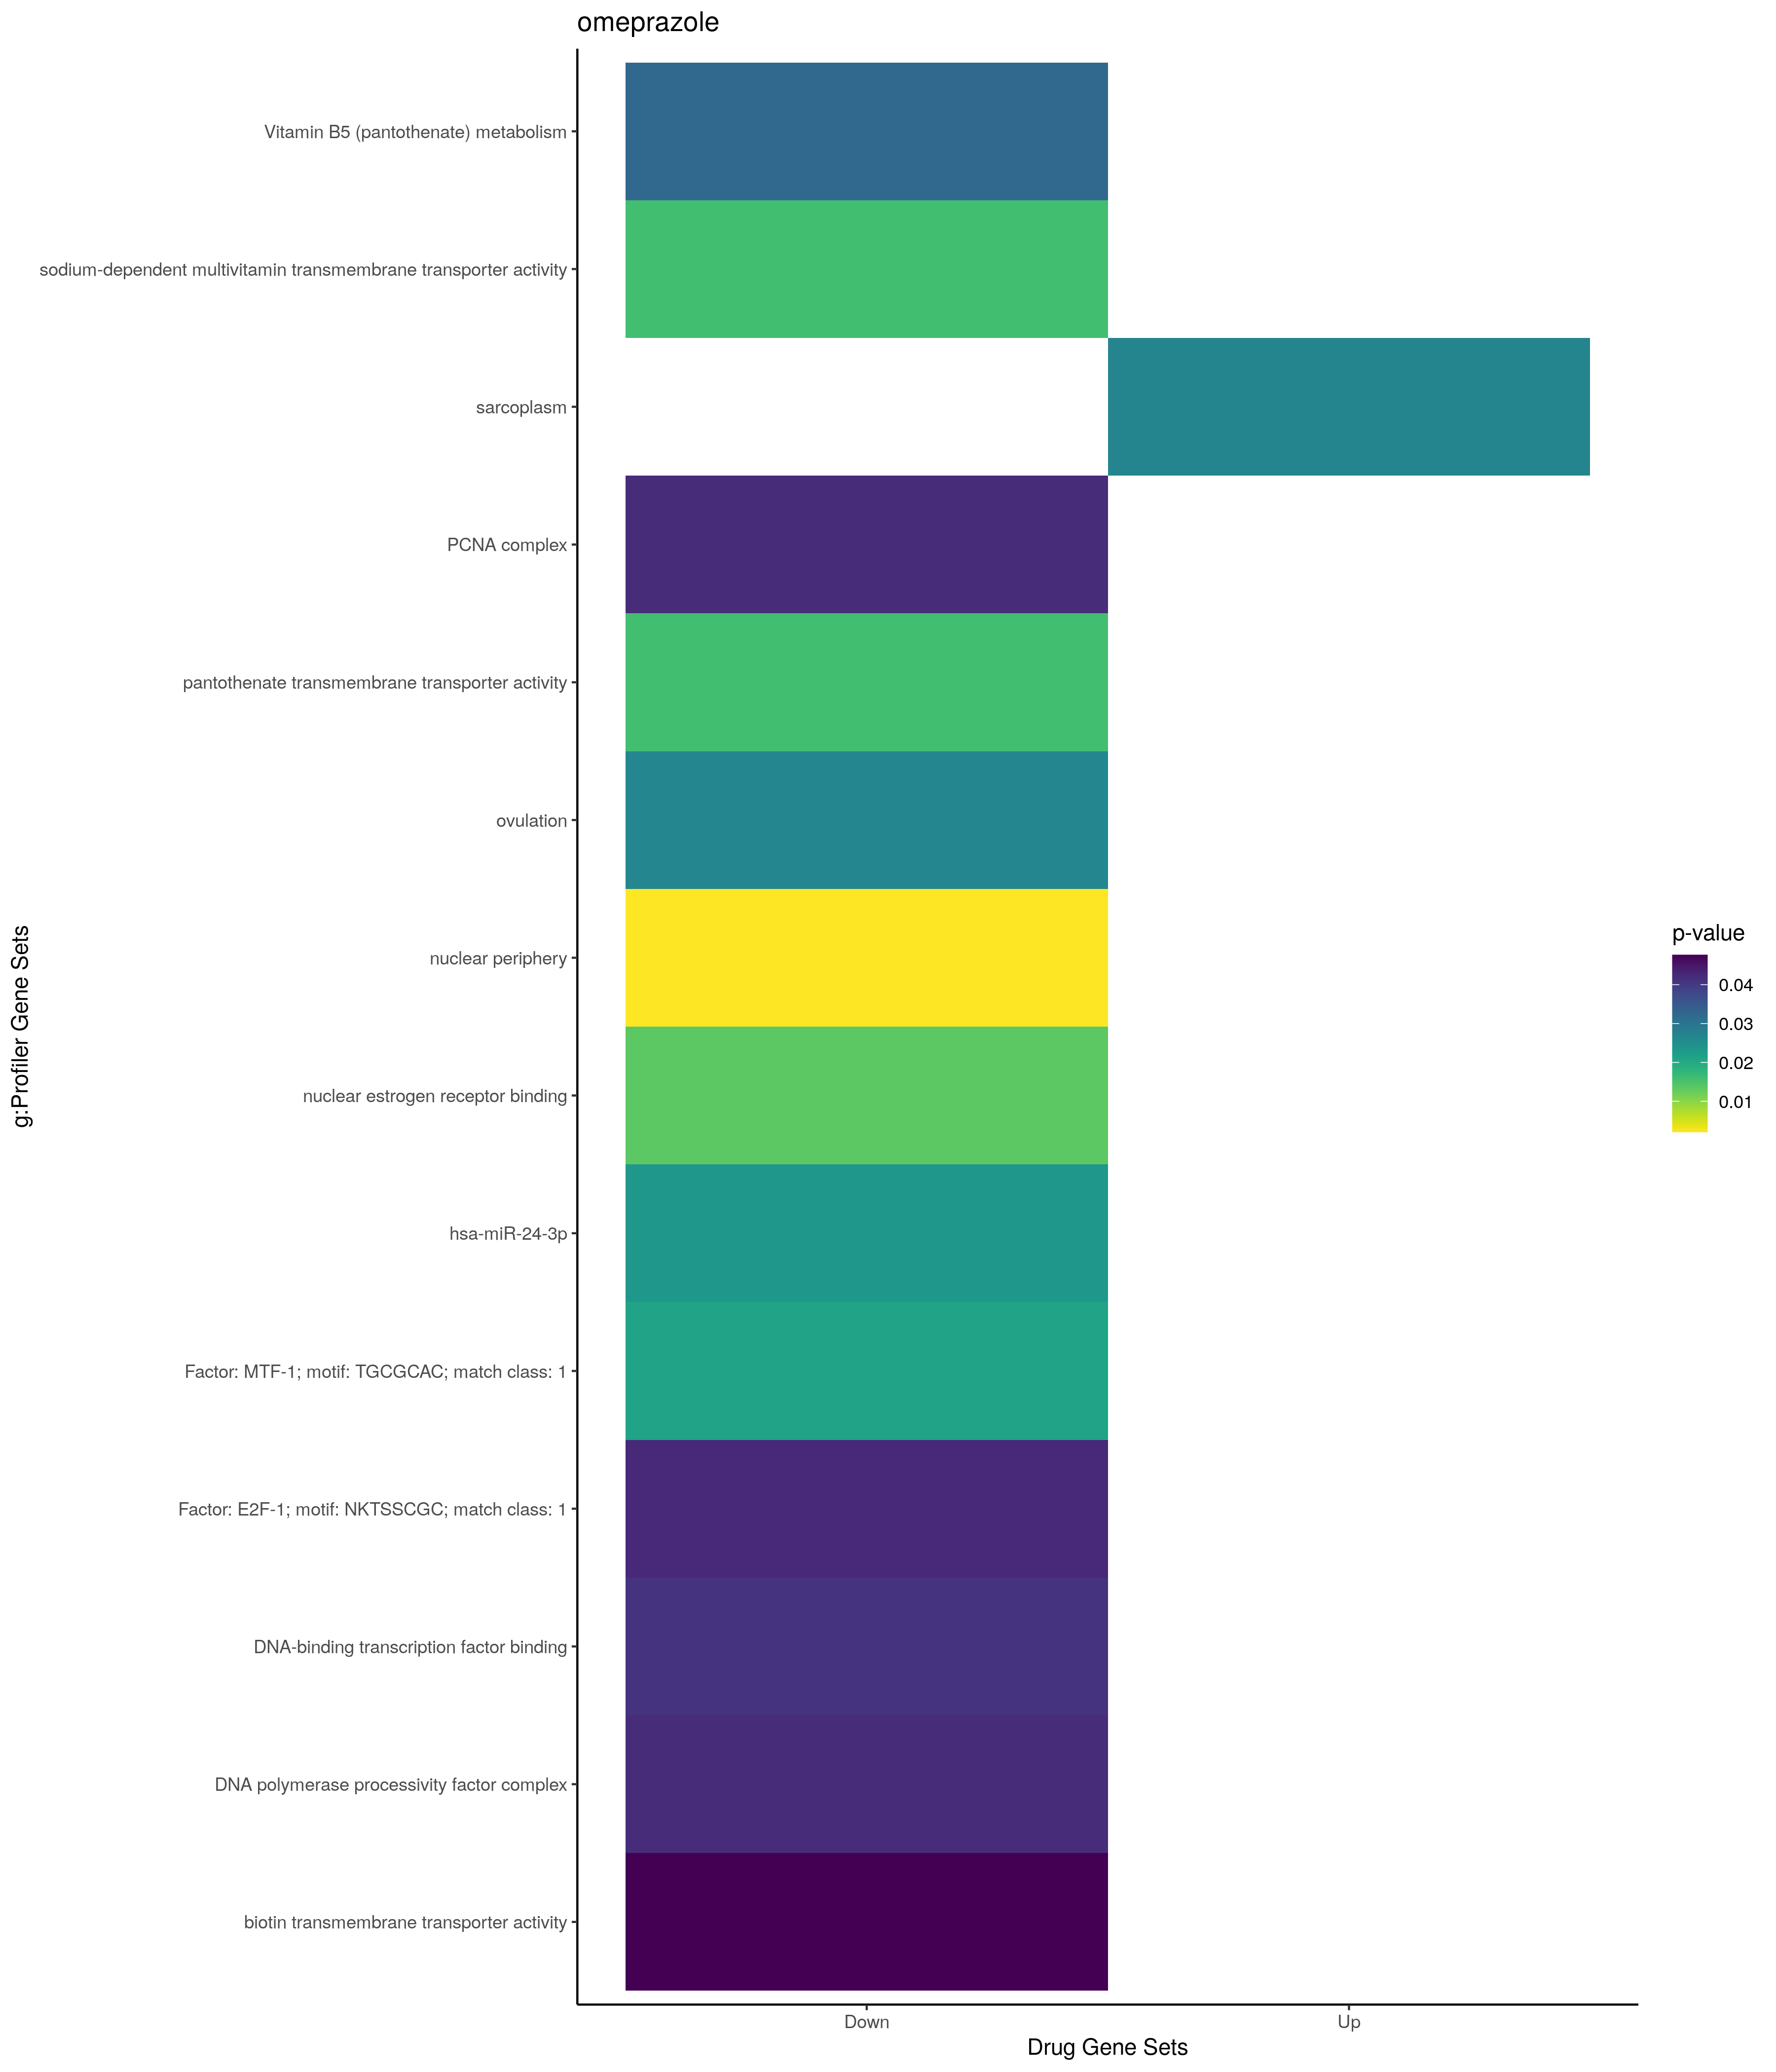 omeprazole
Vitamin B5 (pantothenate) metabolism
sodium-dependent multivitamin transmembrane transporter activity
sarcoplasm
PCNA complex
pantothenate transmembrane transporter activity
ovulation
nuclear periphery
nuclear estrogen receptor binding
hsa-miR-24-3p
Factor: MTF-1; motif: TGCGCAC; match class: 1
Factor: E2F-1; motif: NKTSSCGC; match class: 1
DNA-binding transcription factor binding
DNA polymerase processivity factor complex
biotin transmembrane transporter activity
g:Profiler Gene Sets
Down
Up
Drug Gene Sets
p-value
0.04
0.03
0.02
0.01